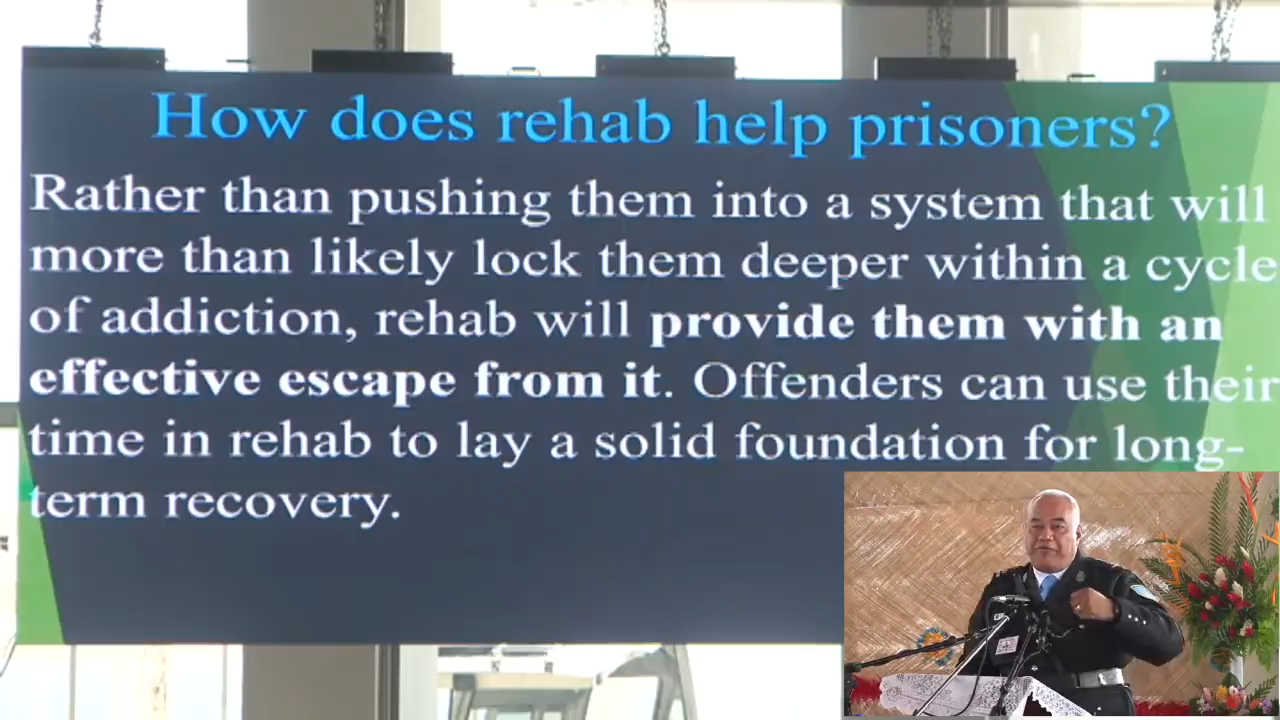 How does rehab help prisoners?
Rather than pushing them into a system that will
more than likely lock them deeper within a cycle
of addiction, rehab will provide them with an
effective escape from it. Offenders can use their
time in rehab to lay a solid foundation for long-
term recovery.